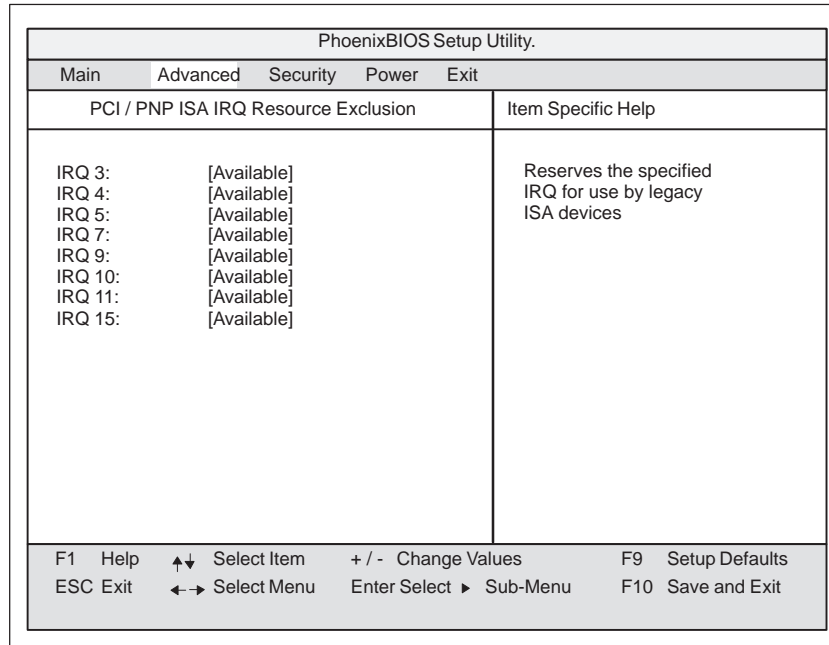 PhoenixBIOS Setup Utility.
Main Advanced Security Power Exit
PCI / PNP ISA IRQ Resource Exclusion
Item Specific Help
IRQ 3: [Available]
IRQ 4: [Available]
IRQ 5: [Available]
IRQ 7: [Available]
IRQ 9: [Available]
IRQ 10: [Available]
IRQ 11: [Available]
IRQ 15: [Available]
Reserves the specified
IRQ for use by legacy
ISA devices
F1 Help Select Item + / - Change Values F9 Setup Defaults
ESC Exit Select Menu Enter Select ▶ Sub-Menu F10 Save and Exit